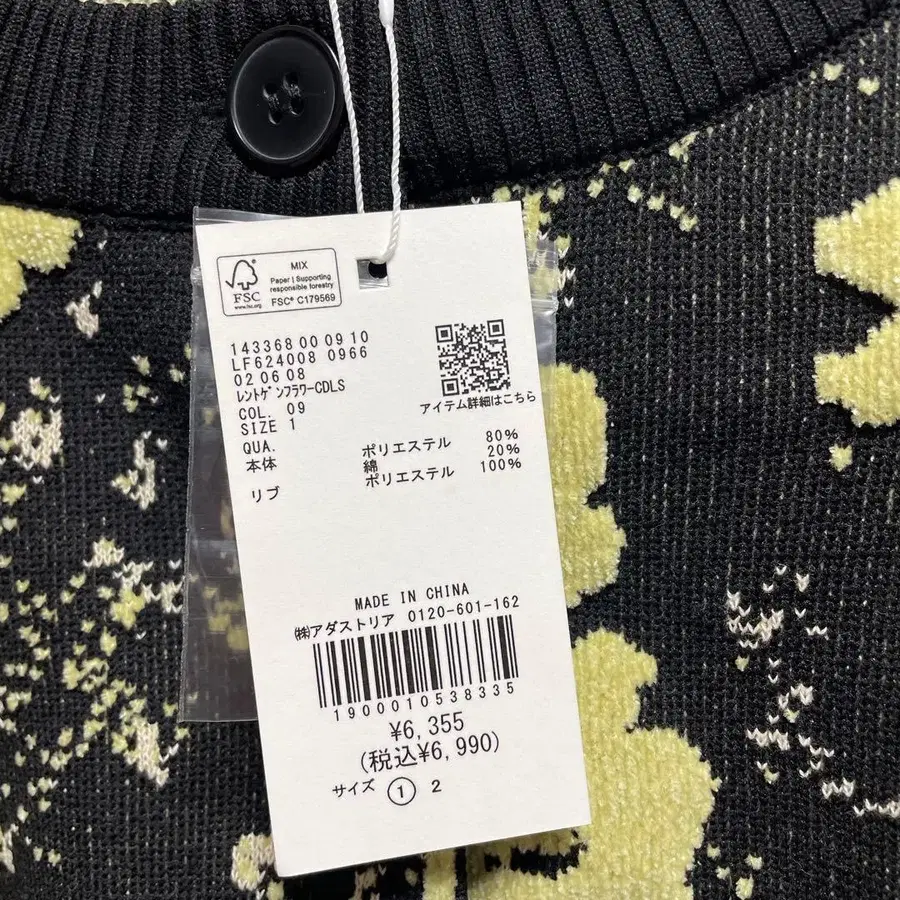 MIX
Paper | Supporting
responsible forestry
FSC
www.fsc.org
FSC® C179569
143368 00 09 10
LF624008 0966
02 06 08
ﾚﾝﾄｹﾞﾝﾌﾗﾜｰCDLS
COL. 09
SIZE 1
QUA.
本体 ポリエステル 80%
綿 20%
リブ ポリエステル 100%
アイテム詳細はこちら
MADE IN CHINA
㈱アダストリア 0120-601-162
1900010538335
¥6,355
(税込¥6,990)
サイズ 1 2